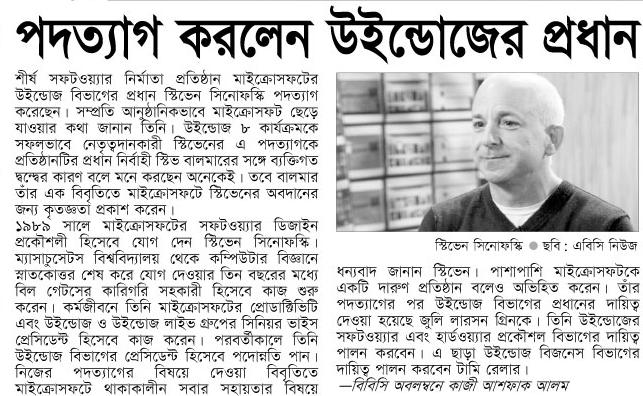 পদত্যাগ করলেন উইন্ডোজের প্রধান
শীর্ষ সফটওয়্যার নির্মাতা প্রতিষ্ঠান মাইক্রোসফটের
উইন্ডোজ বিভাগের প্রধান স্টিভেন সিনোফস্কি পদত্যাগ
করেছেন। সম্প্রতি আনুষ্ঠানিকভাবে মাইক্রোসফট ছেড়ে
যাওয়ার কথা জানান তিনি। উইন্ডোজ ৮ কার্যক্রমকে
সফলভাবে নেতৃত্বদানকারী স্টিভেনের এ পদত্যাগকে
প্রতিষ্ঠানটির প্রধান নির্বাহী স্টিভ বালমারের সঙ্গে ব্যক্তিগত
দ্বন্দ্বের কারণ বলে মনে করছেন অনেকেই। তবে বালমার
তাঁর এক বিবৃতিতে মাইক্রোসফটে স্টিভেনের অবদানের
জন্য কৃতজ্ঞতা প্রকাশ করেন।
১৯৮৯ সালে মাইক্রোসফটের সফটওয়্যার ডিজাইন
প্রকৌশলী হিসেবে যোগ দেন স্টিভেন সিনোফস্কি।
ম্যাসাচুসেটস বিশ্ববিদ্যালয় থেকে কম্পিউটার বিজ্ঞানে
স্নাতকোত্তর শেষ করে যোগ দেওয়ার তিন বছরের মধ্যে
বিল গেটসের কারিগরি সহকারী হিসেবে কাজ শুরু
করেন। কর্মজীবনে তিনি মাইক্রোসফটের প্রোডাক্টিভিটি
এবং উইন্ডোজ ও উইন্ডোজ লাইভ গ্রুপের সিনিয়র ভাইস
প্রেসিডেন্ট হিসেবে কাজ করেন। পরবর্তীকালে তিনি
উইন্ডোজ বিভাগের প্রেসিডেন্ট হিসেবে পদোন্নতি পান।
নিজের পদত্যাগের বিষয়ে দেওয়া বিবৃতিতে
মাইক্রোসফটে থাকাকালীন সবার সহায়তার বিষয়ে
স্টিভেন সিনোফস্কি ● ছবি : এবিসি নিউজ
ধন্যবাদ জানান স্টিভেন। পাশাপাশি মাইক্রোসফটকে
একটি দারুণ প্রতিষ্ঠান বলেও অভিহিত করেন। তাঁর
পদত্যাগের পর উইন্ডোজ বিভাগের প্রধানের দায়িত্ব
দেওয়া হয়েছে জুলি লারসন গ্রিনকে। তিনি উইন্ডোজের
সফটওয়্যার এবং হার্ডওয়্যার প্রকৌশল বিভাগের দায়িত্ব
পালন করবেন। এ ছাড়া উইন্ডোজ বিজনেস বিভাগের
দায়িত্ব পালন করবেন টামি রেলার।
—বিবিসি অবলম্বনে কাজী আশফাক আলম